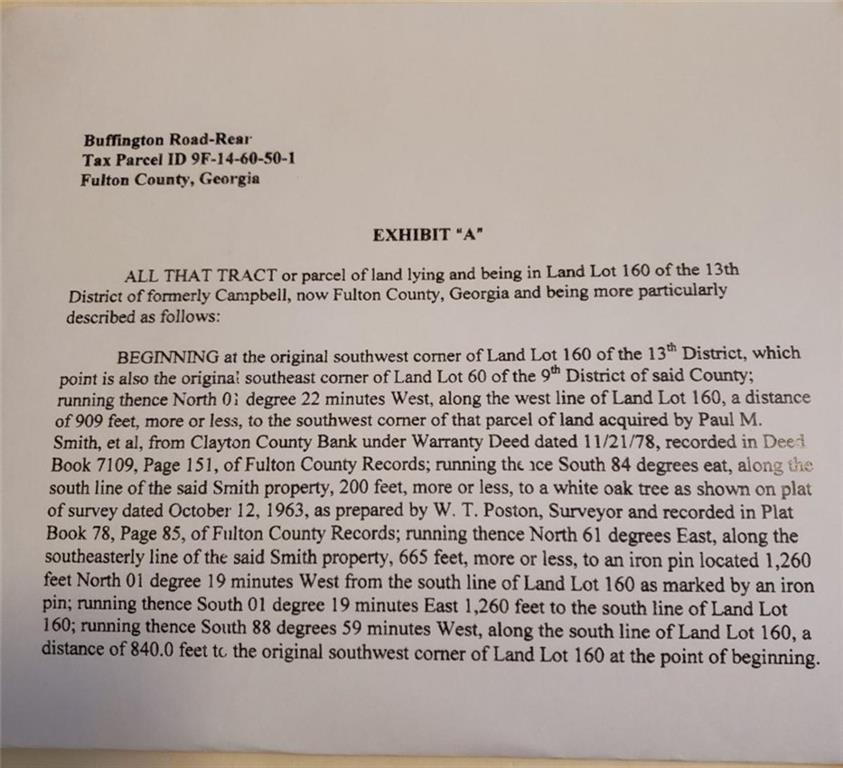 Buffington Road-Rear
Tax Parcel ID 9F-14-60-50-1
Fulton County, Georgia
EXHIBIT "A"
ALL THAT TRACT or parcel of land lying and being in Land Lot 160 of the 13th
District of formerly Campbell, now Fulton County, Georgia and being more particularly
described as follows:
BEGINNING at the original southwest corner of Land Lot 160 of the 13th District, which
point is also the original southeast corner of Land Lot 60 of the 9th District of said County;
running thence North 01 degree 22 minutes West, along the west line of Land Lot 160, a distance
of 909 feet, more or less, to the southwest corner of that parcel of land acquired by Paul M.
Smith, et al, from Clayton County Bank under Warranty Deed dated 11/21/78, recorded in Deed
Book 7109, Page 151, of Fulton County Records; running thence South 84 degrees eat, along the
south line of the said Smith property, 200 feet, more or less, to a white oak tree as shown on plat
of survey dated October 12, 1963, as prepared by W. T. Poston, Surveyor and recorded in Plat
Book 78, Page 85, of Fulton County Records; running thence North 61 degrees East, along the
southeasterly line of the said Smith property, 665 feet, more or less, to an iron pin located 1,260
feet North 01 degree 19 minutes West from the south line of Land Lot 160 as marked by an iron
pin; running thence South 01 degree 19 minutes East 1,260 feet to the south line of Land Lot
160; running thence South 88 degrees 59 minutes West, along the south line of Land Lot 160, a
distance of 840.0 feet to the original southwest corner of Land Lot 160 at the point of beginning.